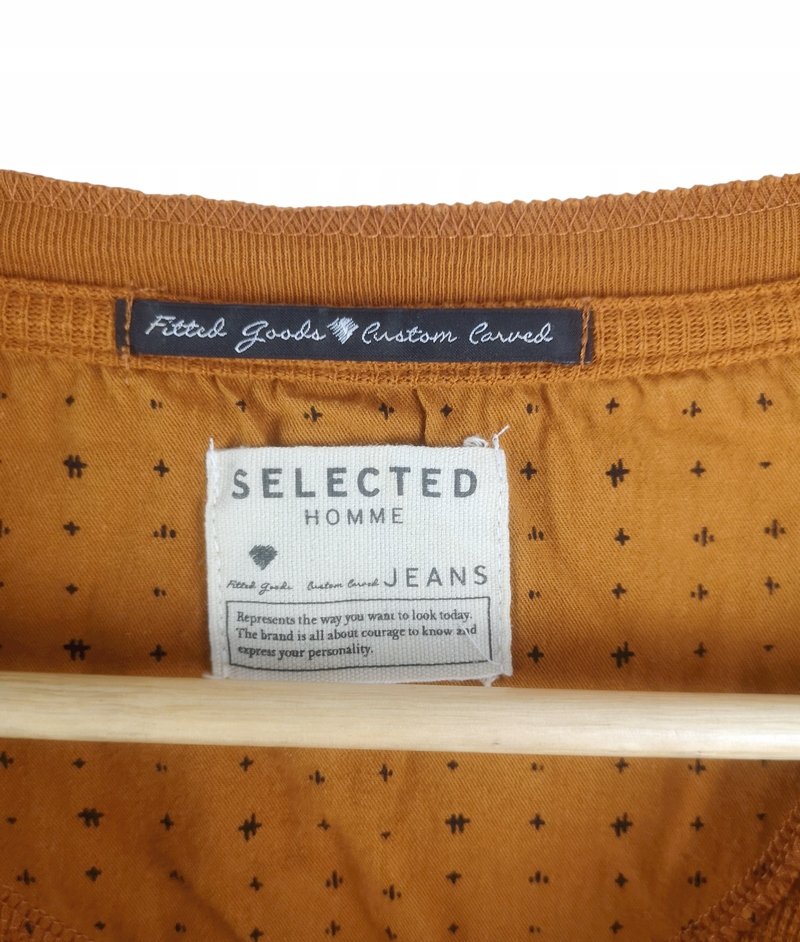 Fitted Goods Custom Carved
SELECTED
HOMME
Fitted Goods Custom Carved JEANS
Represents the way you want to look today.
The brand is all about courage to know and
express your personality.